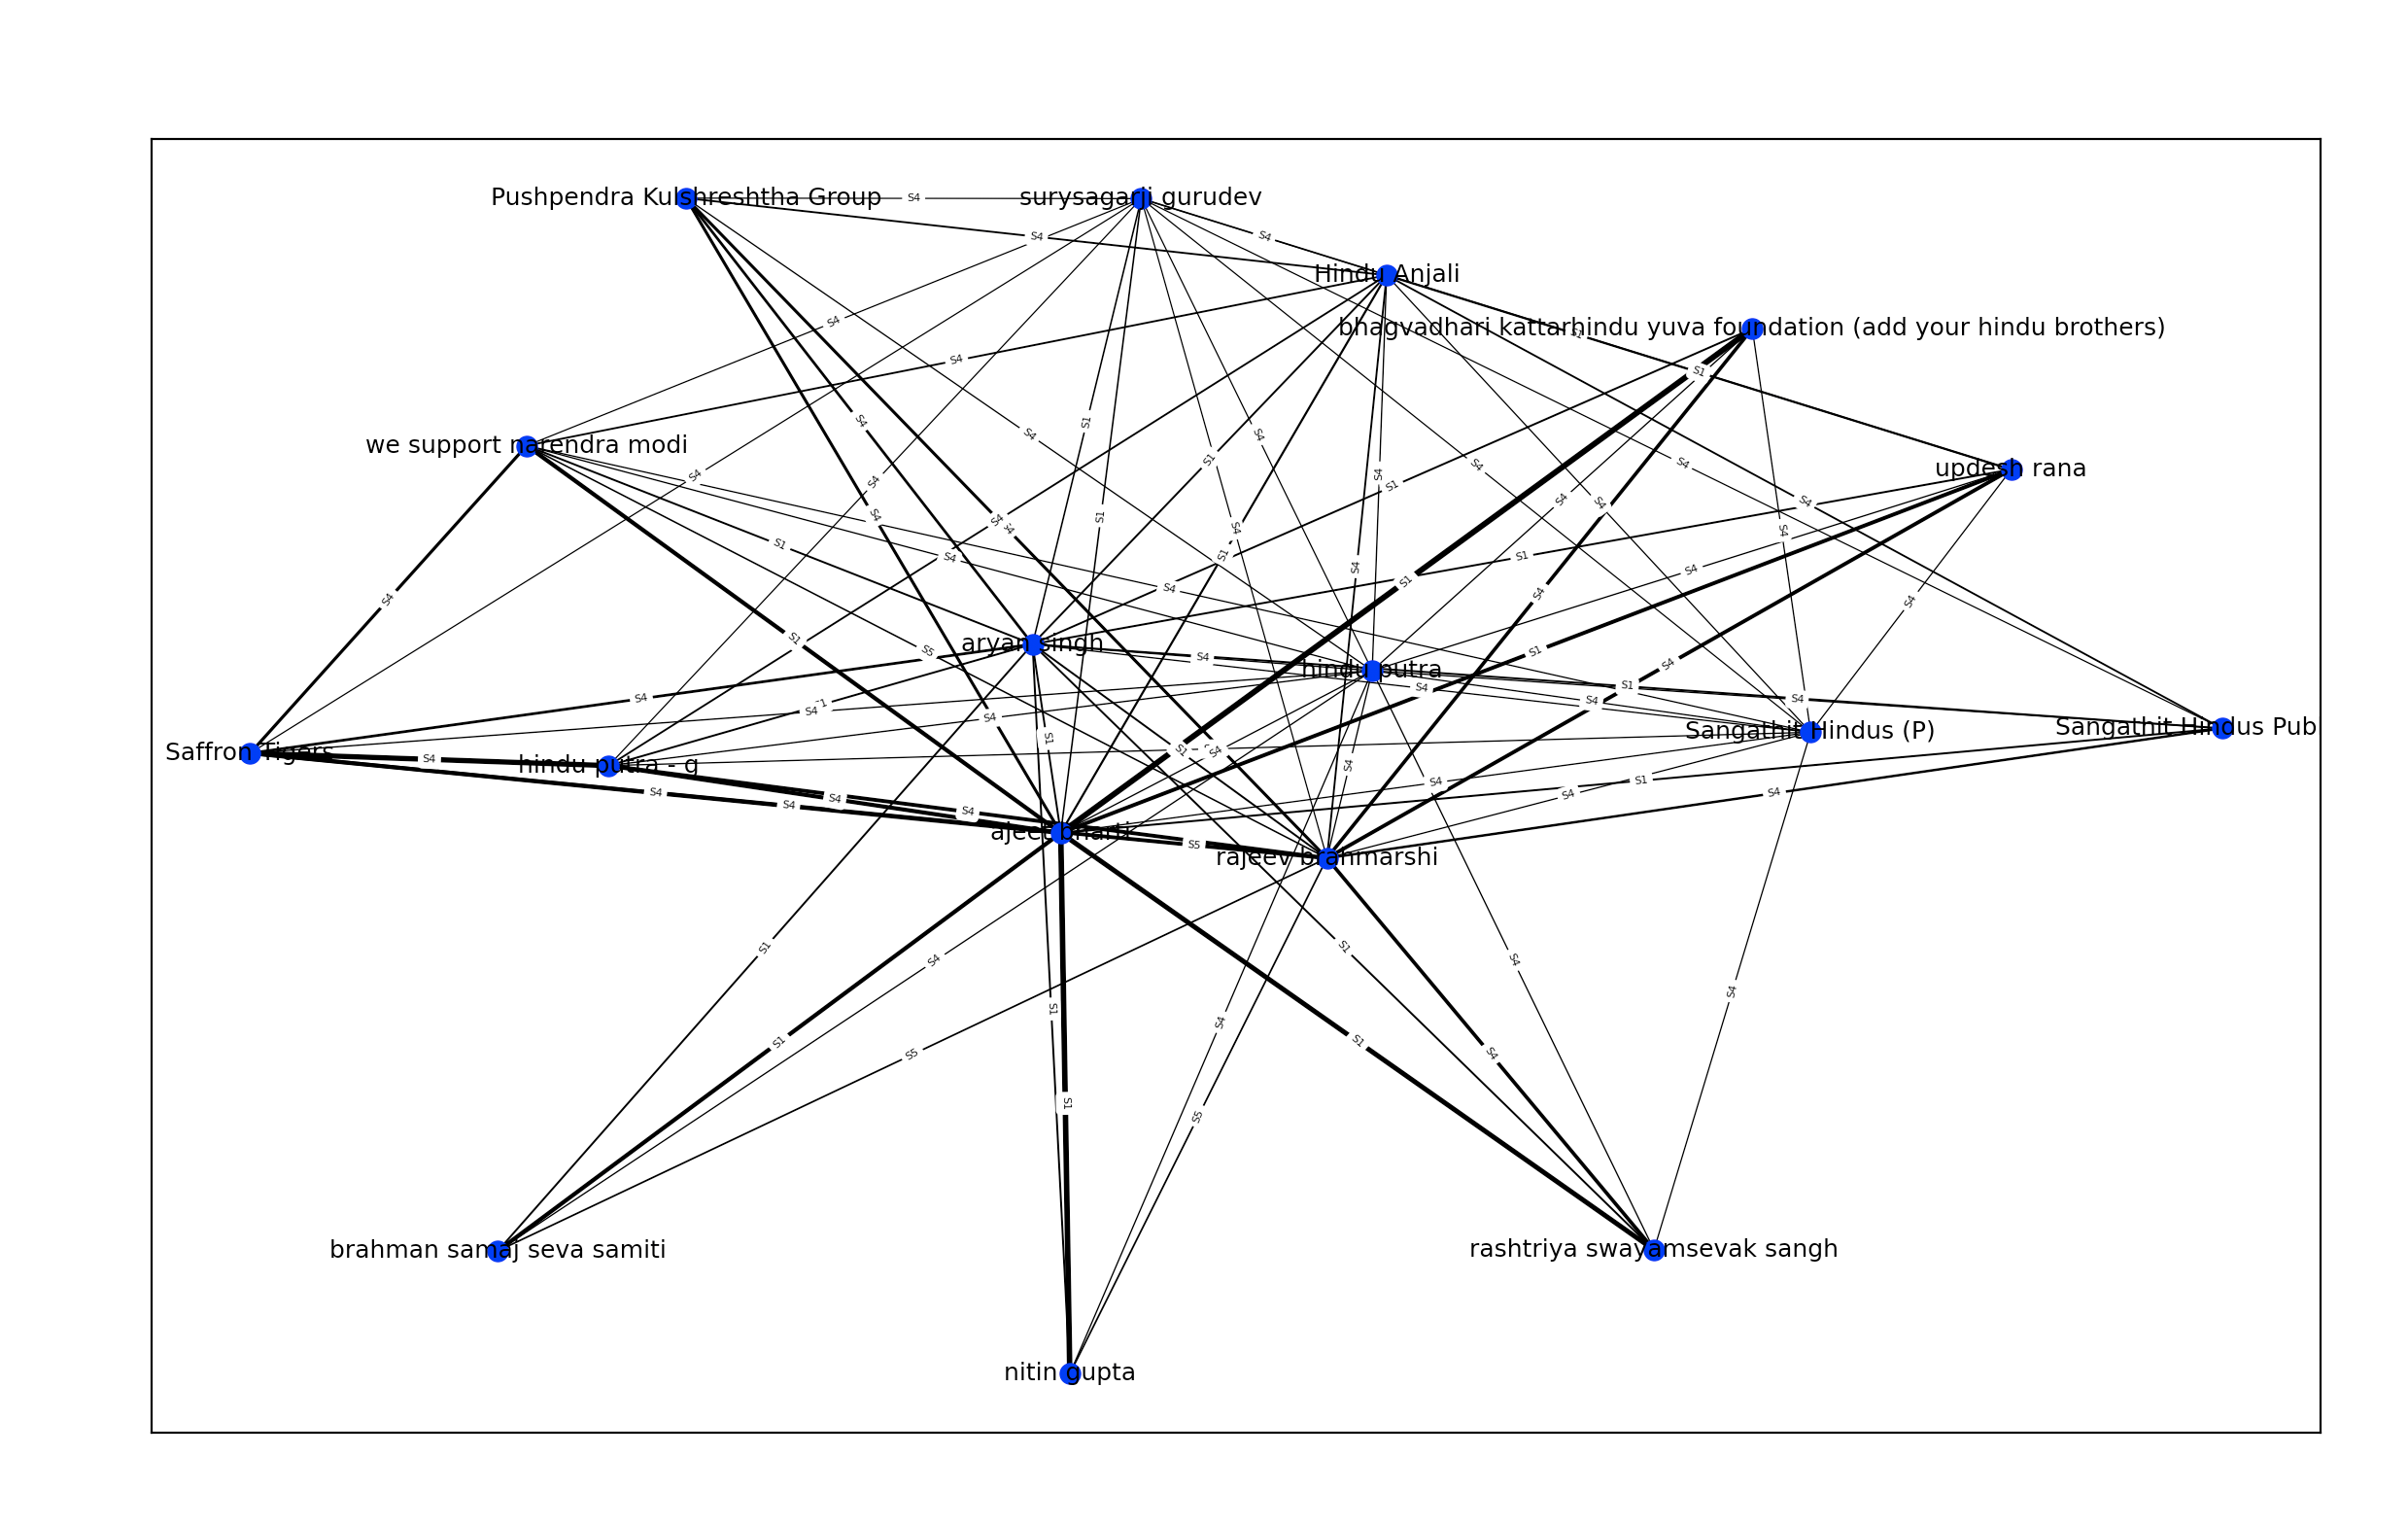 Pushpendra Kulshreshtha Group
surysagarji gurudev
S4
S4
S4
Hindu Anjali
bhagvadhari kattarhindu yuva foundation (add your hindu brothers)
S1
S4
S4
S1
S4
S1
S4
S4
we support narendra modi
updesh rana
S1
S4
S4
S4
S4
S4
S4
S1
S4
S4
S4
S4
S1
S4
S4
S4
S1
S1
S4
S4
S1
S4
S4
S1
S4
S4
S4
S4
S1
S5
S1
S4
aryan singh
hindu putra
S4
S4
S1
S4
S4
S4
S4
S4
S4
Sangathit Hindus (P)
Sangathit Hindus Pub
Saffron Tigers
hindu putra - g
S4
S1
S1
S4
S4
S4
S1
S4
S4
S4
S4
S4
S4
S4
ajeet bharti
S5
rajeev brahmarshi
S1
S4
S1
S4
S4
S1
S4
S1
S5
S1
S4
S1
S5
brahman samaj seva samiti
rashtriya swayamsevak sangh
nitin gupta